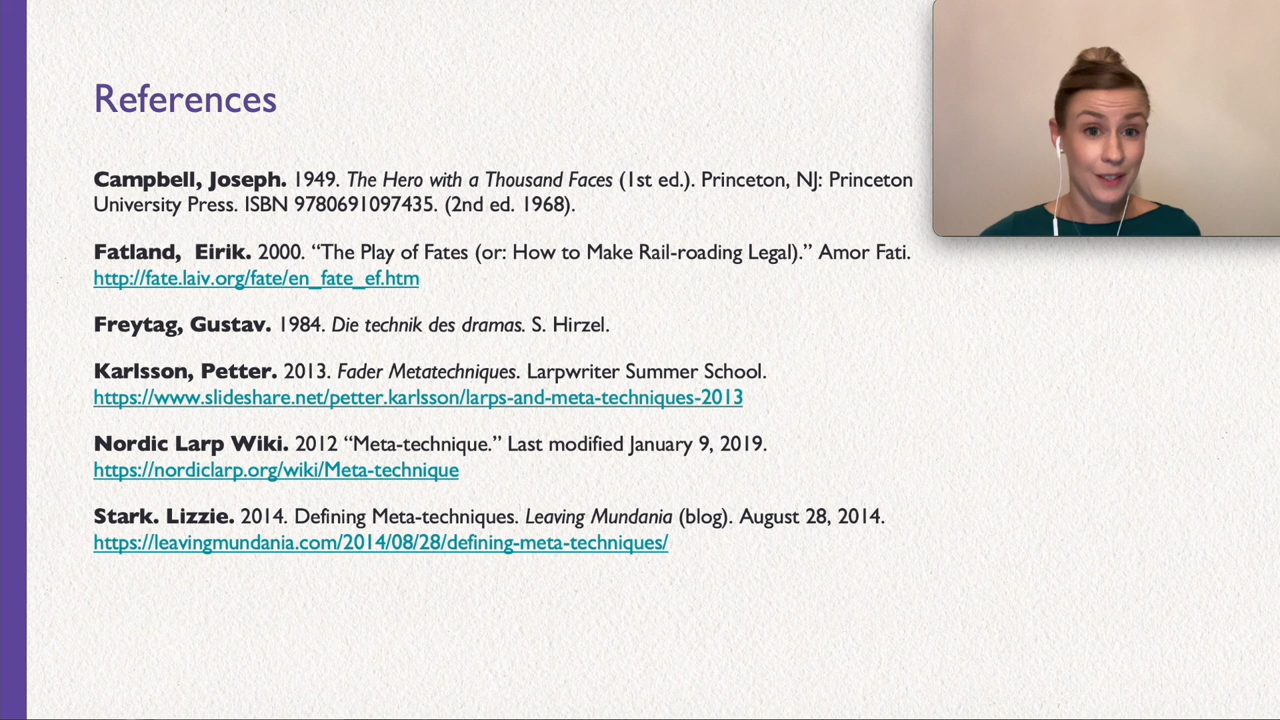 References
Campbell, Joseph. 1949. The Hero with a Thousand Faces (1st ed.). Princeton, NJ: Princeton
University Press. ISBN 9780691097435. (2nd ed. 1968).
Fatland,  Eirik. 2000. “The Play of Fates (or: How to Make Rail-roading Legal).” Amor Fati.
http://fate.laiv.org/fate/en_fate_ef.htm
Freytag, Gustav. 1984. Die technik des dramas. S. Hirzel.
Karlsson, Petter. 2013. Fader Metatechniques. Larpwriter Summer School.
https://www.slideshare.net/petter.karlsson/larps-and-meta-techniques-2013
Nordic Larp Wiki. 2012 “Meta-technique.” Last modified January 9, 2019.
https://nordiclarp.org/wiki/Meta-technique
Stark. Lizzie. 2014. Defining Meta-techniques. Leaving Mundania (blog). August 28, 2014.
https://leavingmundania.com/2014/08/28/defining-meta-techniques/